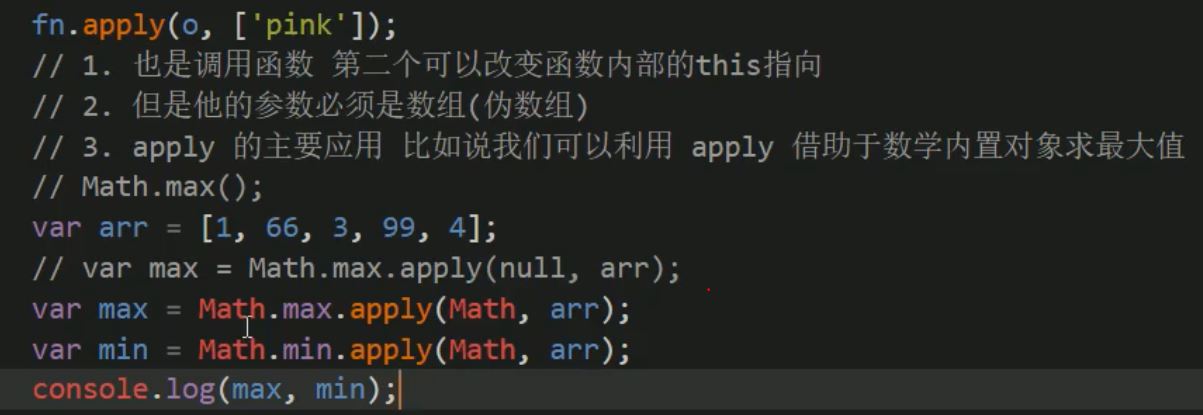 fn.apply(o, ['pink']);
// 1. 也是调用函数 第二个可以改变函数内部的this指向
// 2. 但是他的参数必须是数组(伪数组)
// 3. apply 的主要应用 比如说我们可以利用 apply 借助于数学内置对象求最大值
// Math.max();
var arr = [1, 66, 3, 99, 4];
// var max = Math.max.apply(null, arr);
var max = Math.max.apply(Math, arr);
var min = Math.min.apply(Math, arr);
console.log(max, min);